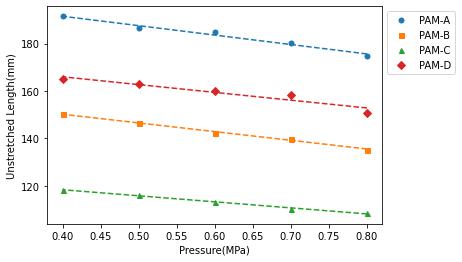 PAM-A
PAM-B
PAM-C
PAM-D
Unstretched Length(mm)
180
160
140
120
0.40 0.45 0.50 0.55 0.60 0.65 0.70 0.75 0.80
Pressure(MPa)